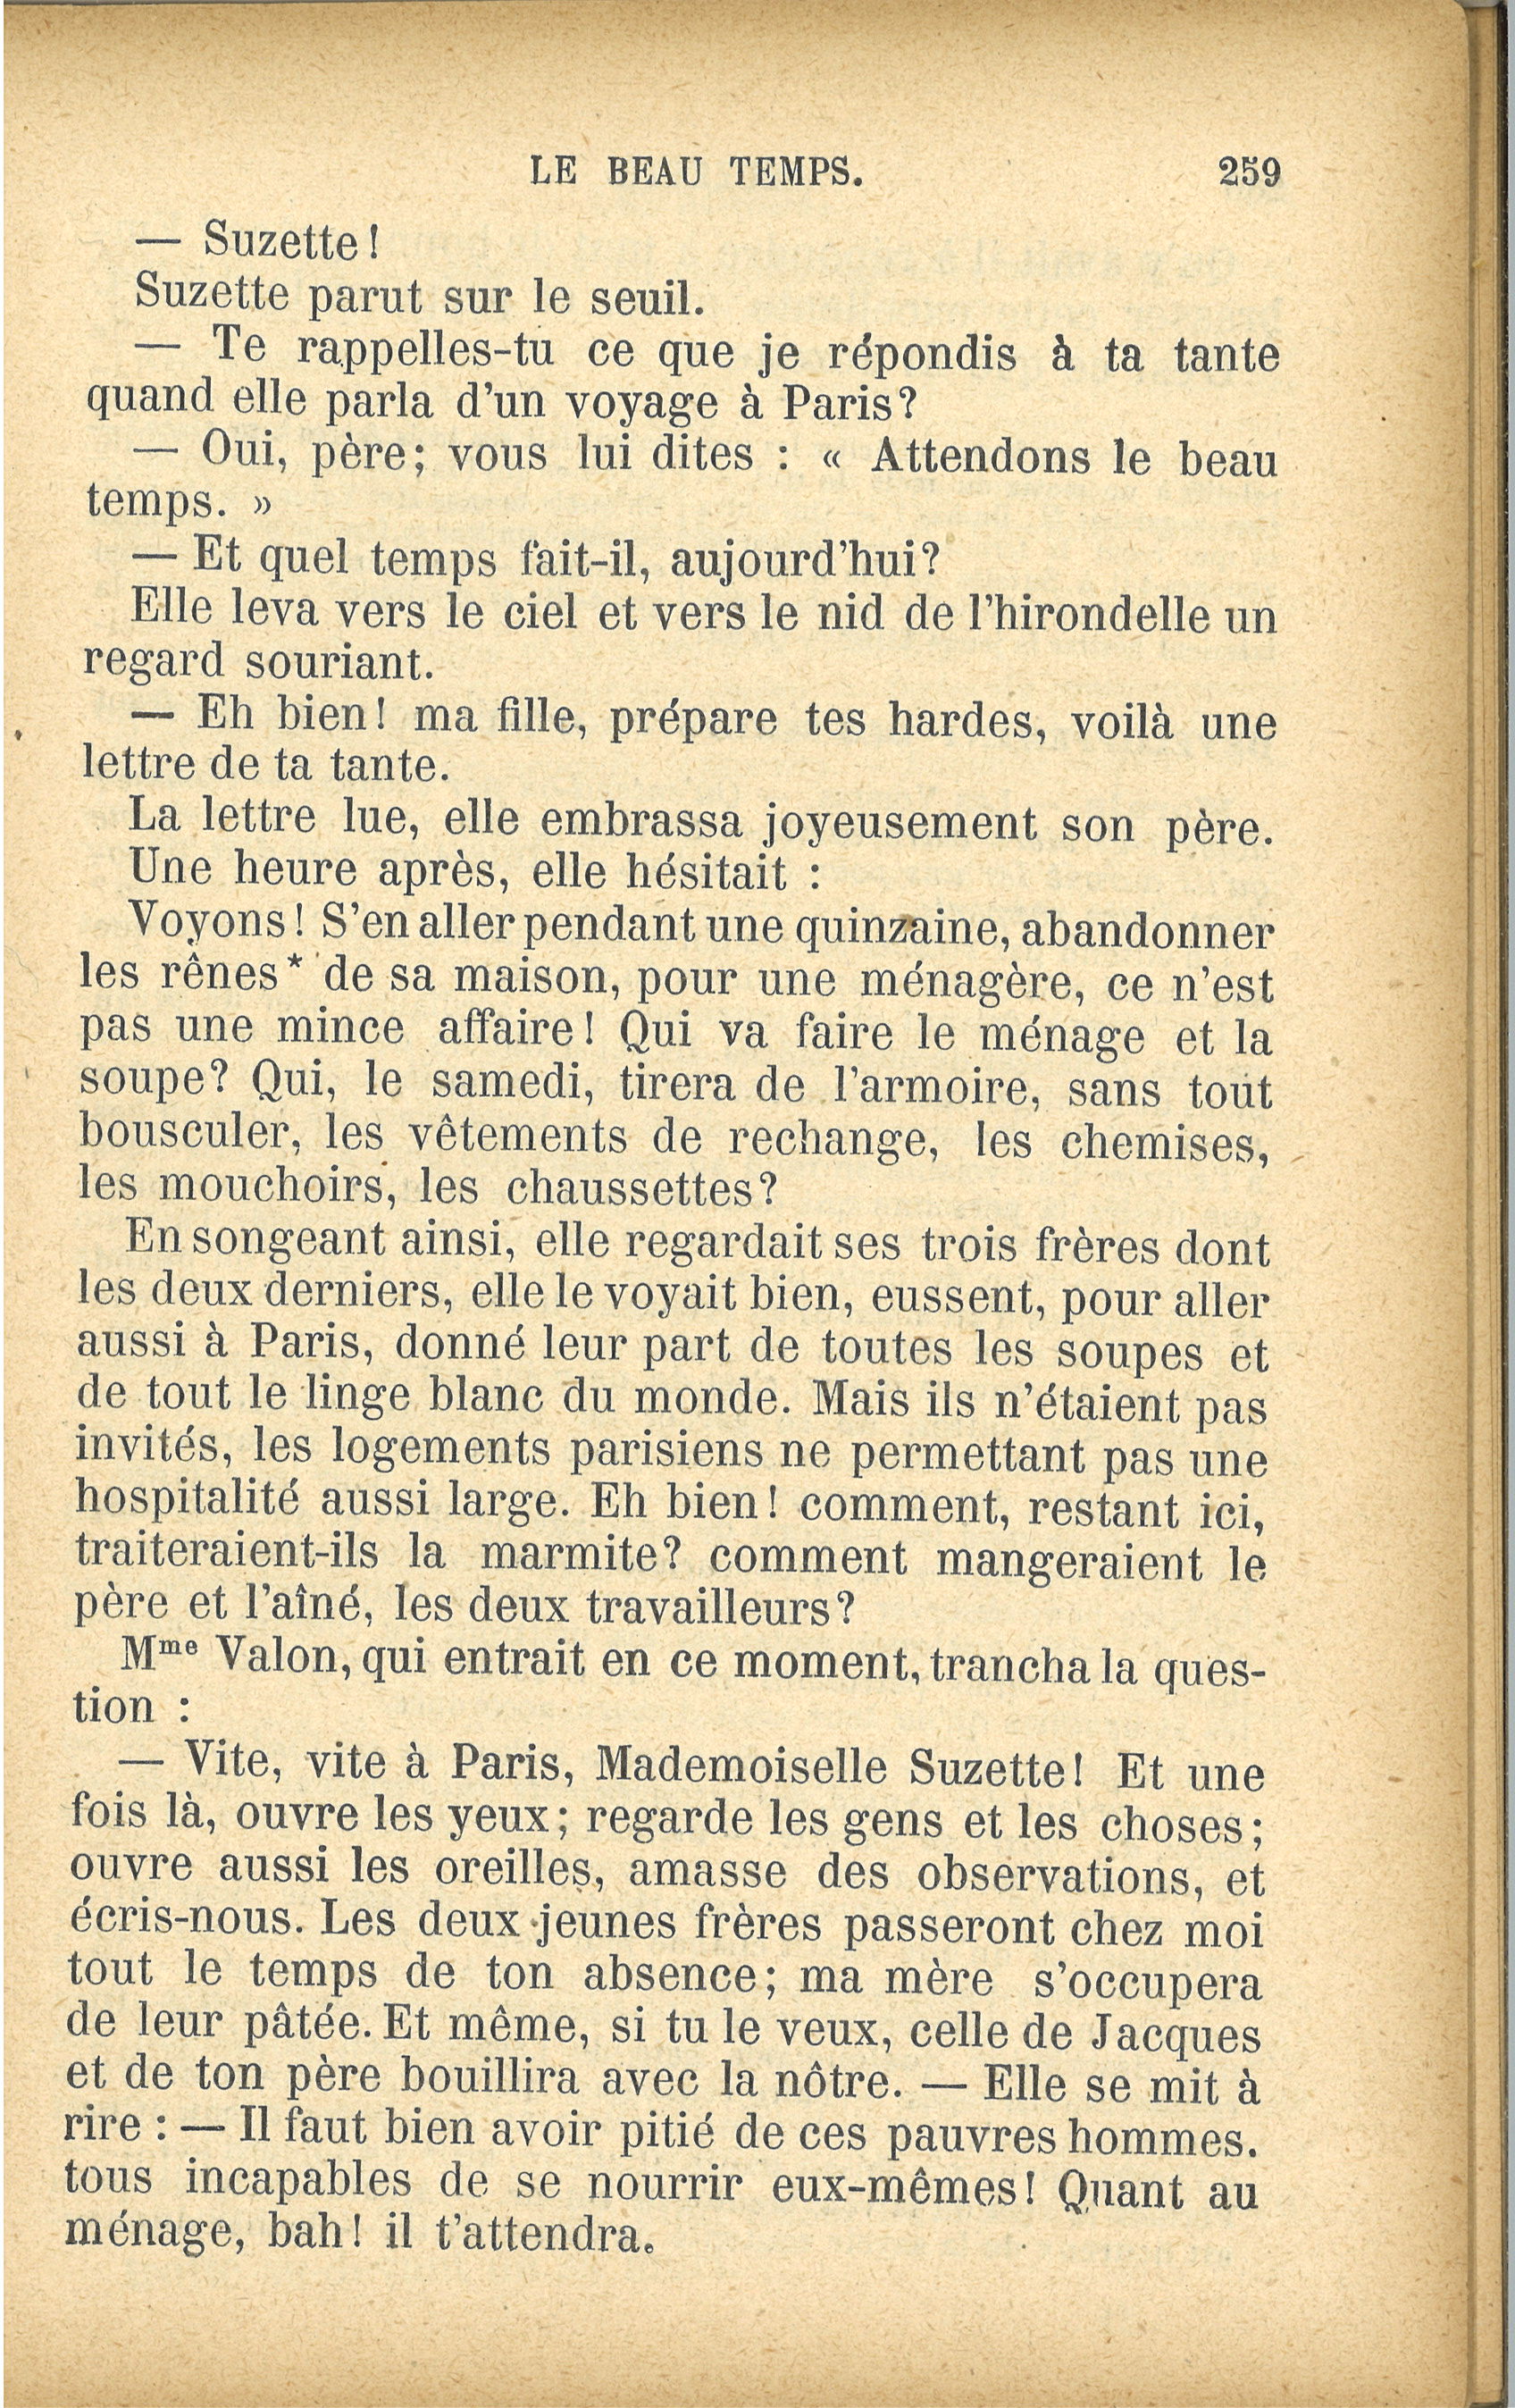 LE BEAU TEMPS. 259
— Suzette!
Suzette parut sur le seuil.
— Te rappelles-tu ce que je répondis à ta tante
quand elle parla d'un voyage à Paris?
— Oui, père; vous lui dites : « Attendons le beau
temps. »
— Et quel temps fait-il, aujourd'hui?
Elle leva vers le ciel et vers le nid de l'hirondelle un
regard souriant.
— Eh bien! ma fille, prépare tes hardes, voilà une
lettre de ta tante.
La lettre lue, elle embrassa joyeusement son père.
Une heure après, elle hésitait :
Voyons! S'en aller pendant une quinzaine, abandonner
les rênes* de sa maison, pour une ménagère, ce n'est
pas une mince affaire! Qui va faire le ménage et la
soupe? Qui, le samedi, tirera de l'armoire, sans tout
bousculer, les vêtements de rechange, les chemises,
les mouchoirs, les chaussettes?
En songeant ainsi, elle regardait ses trois frères dont
les deux derniers, elle le voyait bien, eussent, pour aller
aussi à Paris, donné leur part de toutes les soupes et
de tout le linge blanc du monde. Mais ils n'étaient pas
invités, les logements parisiens ne permettant pas une
hospitalité aussi large. Eh bien! comment, restant ici,
traiteraient-ils la marmite? comment mangeraient le
père et l'aîné, les deux travailleurs?
Mme Valon, qui entrait en ce moment, trancha la ques-
tion :
— Vite, vite à Paris, Mademoiselle Suzette! Et une
fois là, ouvre les yeux; regarde les gens et les choses;
ouvre aussi les oreilles, amasse des observations, et
écris-nous. Les deux jeunes frères passeront chez moi
tout le temps de ton absence; ma mère s'occupera
de leur pâtée. Et même, si tu le veux, celle de Jacques
et de ton père bouillira avec la nôtre. — Elle se mit à
rire : — Il faut bien avoir pitié de ces pauvres hommes.
tous incapables de se nourrir eux-mêmes! Quant au
ménage, bah! il t'attendra.